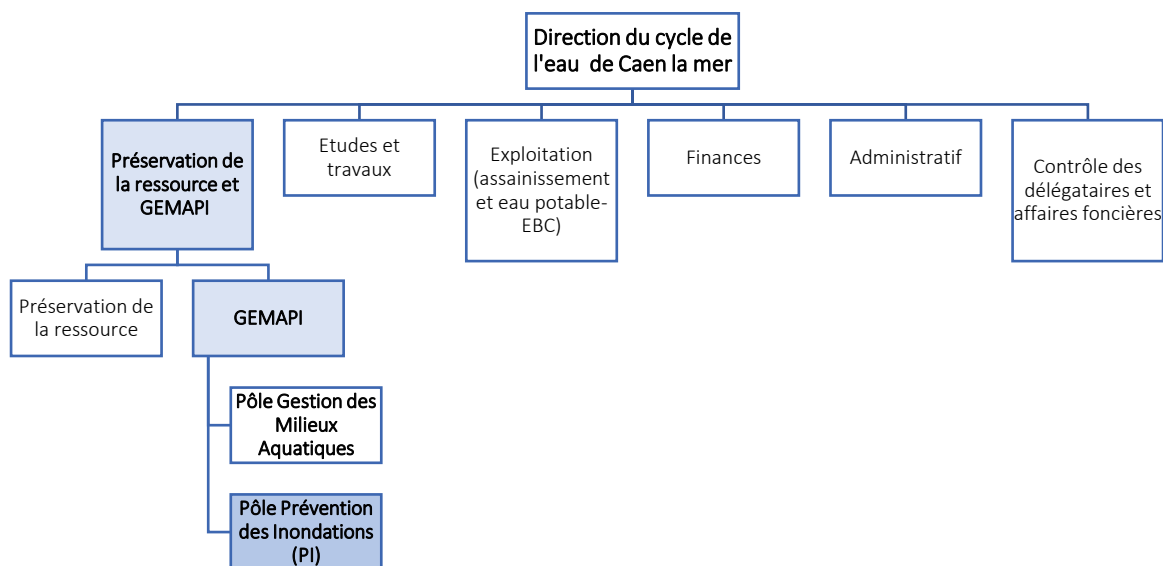 Direction du cycle de
l'eau de Caen la mer
Préservation de
la ressource et
GEMAPI
Etudes et
travaux
Exploitation
(assainissement
et eau potable-
EBC)
Finances
Administratif
Contrôle des
délégataires et
affaires foncières
Préservation de
la ressource
GEMAPI
Pôle Gestion des
Milieux
Aquatiques
Pôle Prévention
des Inondations
(PI)